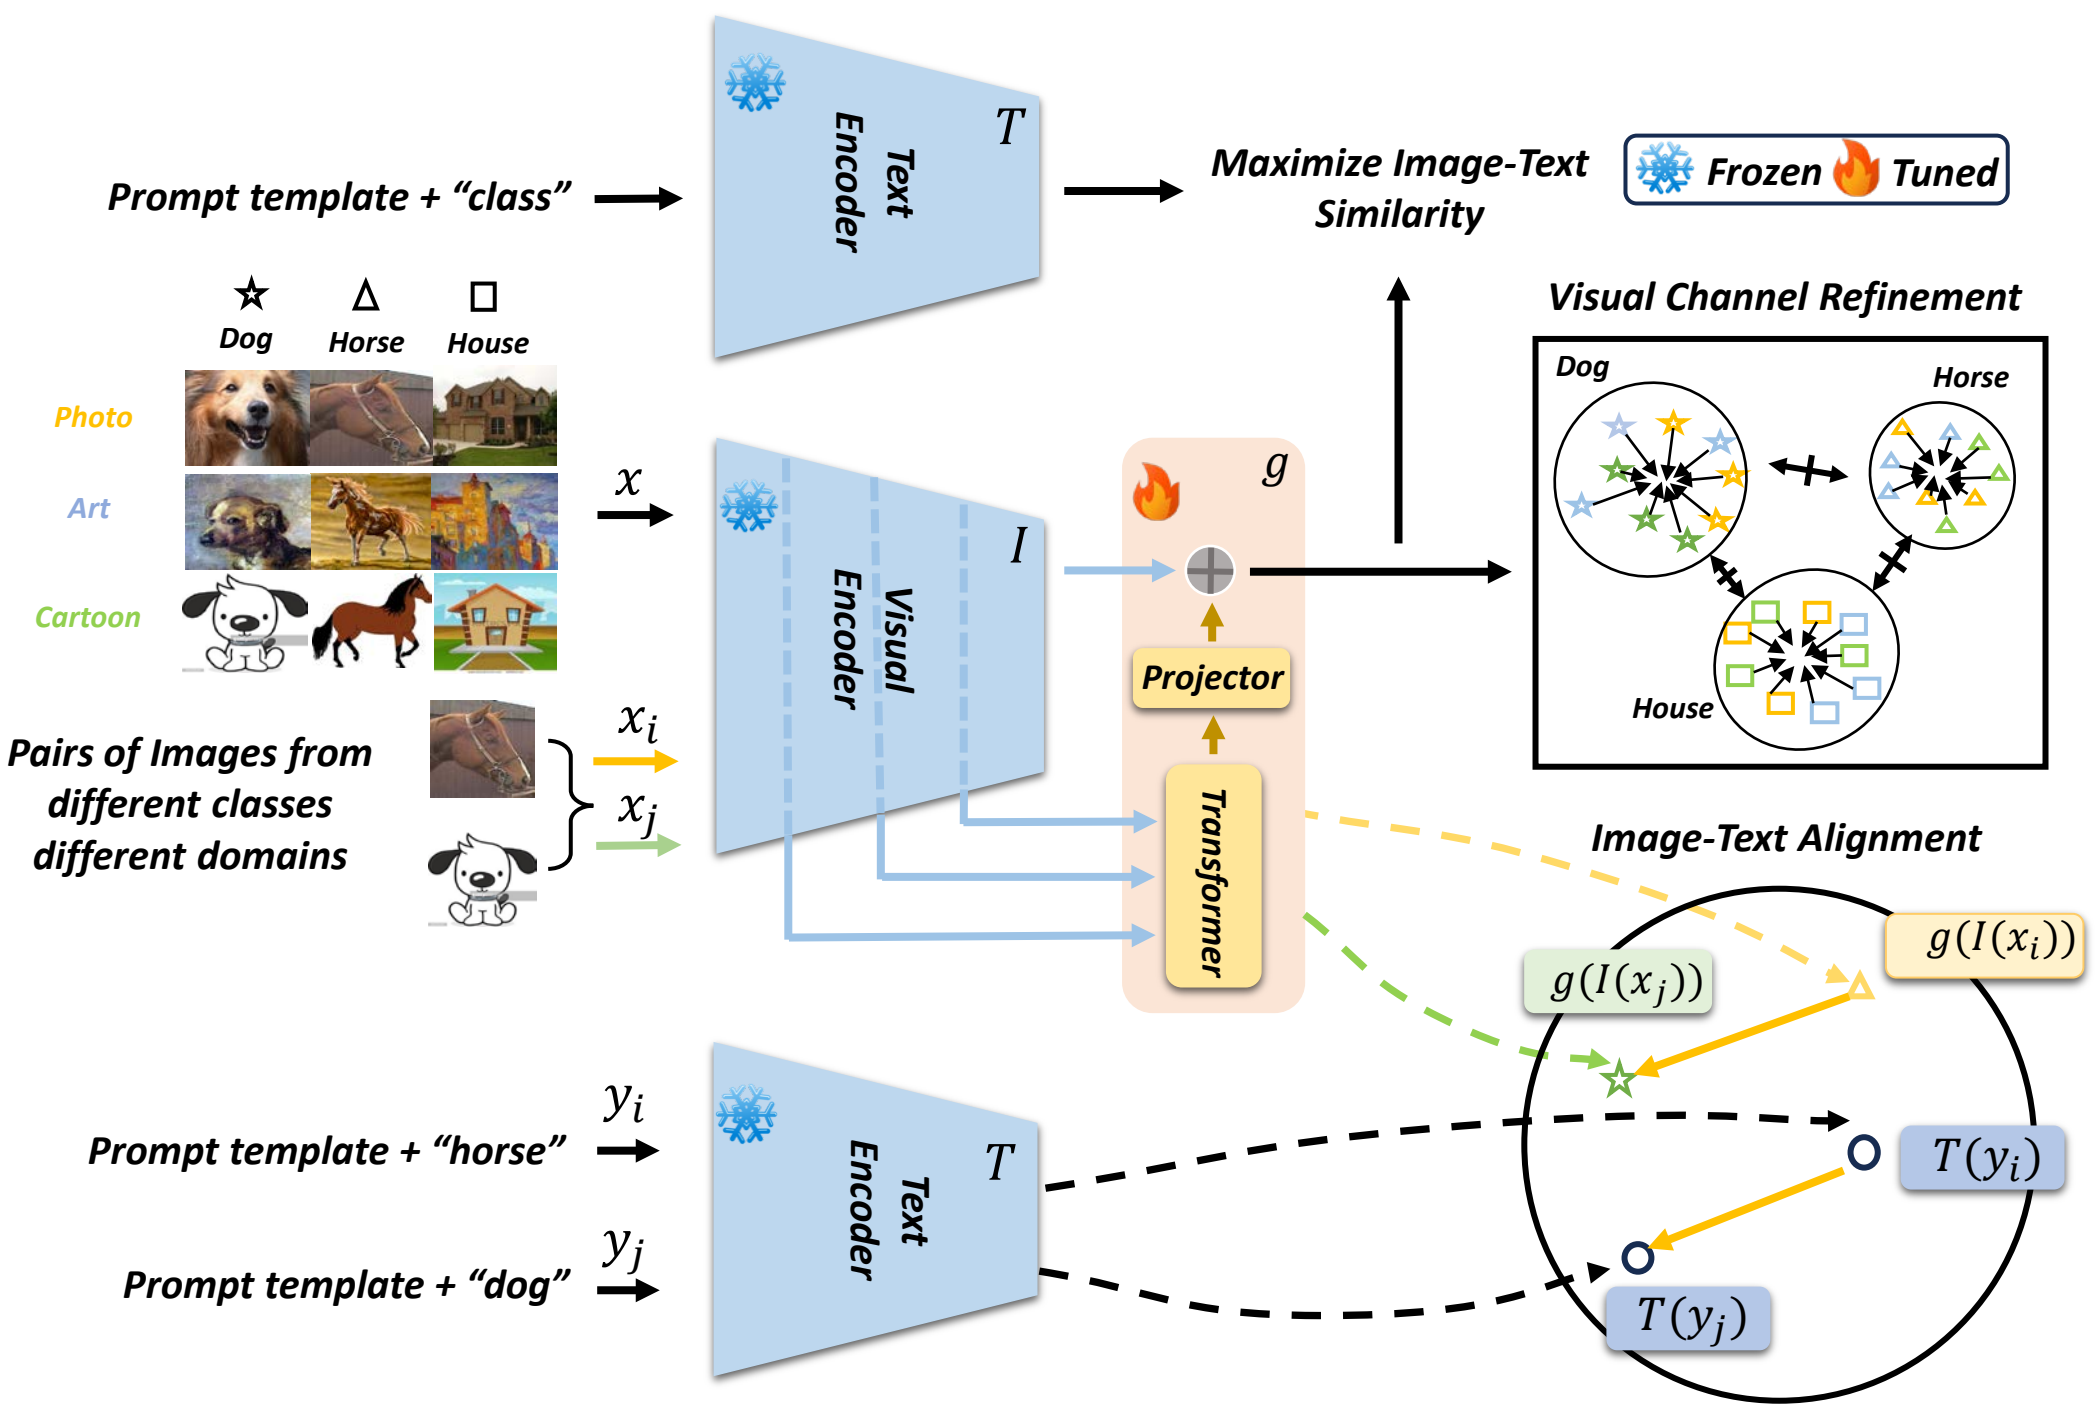 Text
Encoder
T
Prompt template + “class”
Maximize Image-Text
Similarity
Frozen Tuned
Dog Horse House
Photo
Art
Cartoon
x
Visual
Encoder
I
g
Projector
Transformer
Visual Channel Refinement
Dog
Horse
House
Pairs of Images from
different classes
different domains
x_i
x_j
Image-Text Alignment
g(I(x_i))
g(I(x_j))
T(y_i)
T(y_j)
Prompt template + “horse”
y_i
Prompt template + “dog”
y_j
Text
Encoder
T